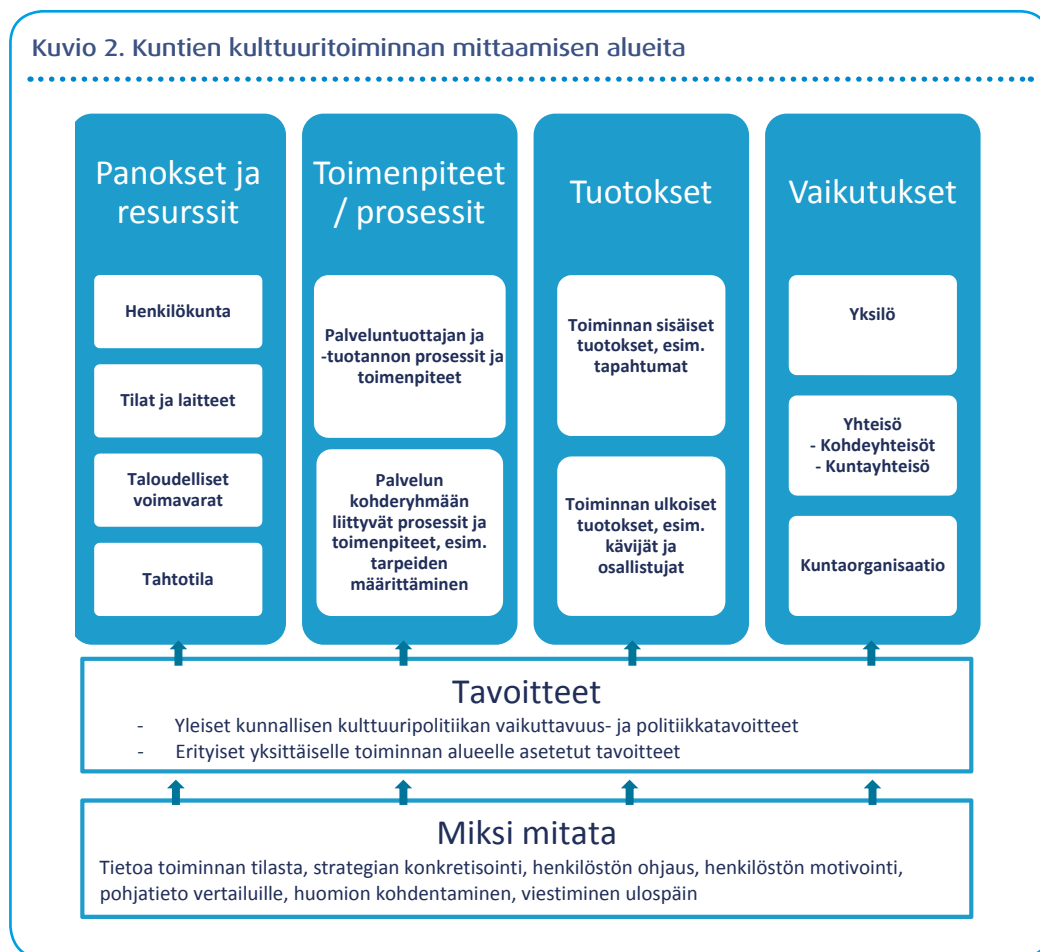 Kuvio 2. Kuntien kulttuuritoiminnan mittaamisen alueita
Panokset ja
resurssit
Henkilökunta
Tilat ja laitteet
Taloudelliset
voimavarat
Tahtotila
Toimenpiteet
/ prosessit
Palveluntuottajan ja
-tuotannon prosessit ja
toimenpiteet
Palvelun
kohderyhmään
liittyvät prosessit ja
toimenpiteet, esim.
tarpeiden
määrittäminen
Tuotokset
Toiminnan sisäiset
tuotokset, esim.
tapahtumat
Toiminnan ulkoiset
tuotokset, esim.
kävijät ja
osallistujat
Vaikutukset
Yksilö
Yhteisö
- Kohdeyhteisöt
- Kuntayhteisö
Kuntaorganisaatio
Tavoitteet
- Yleiset kunnallisen kulttuuripolitiikan vaikuttavuus- ja politiikkatavoitteet
- Erityiset yksittäiselle toiminnan alueelle asetetut tavoitteet
Miksi mitata
Tietoa toiminnan tilasta, strategian konkretisointi, henkilöstön ohjaus, henkilöstön motivointi,
pohjatieto vertailuille, huomion kohdentaminen, viestiminen ulospäin